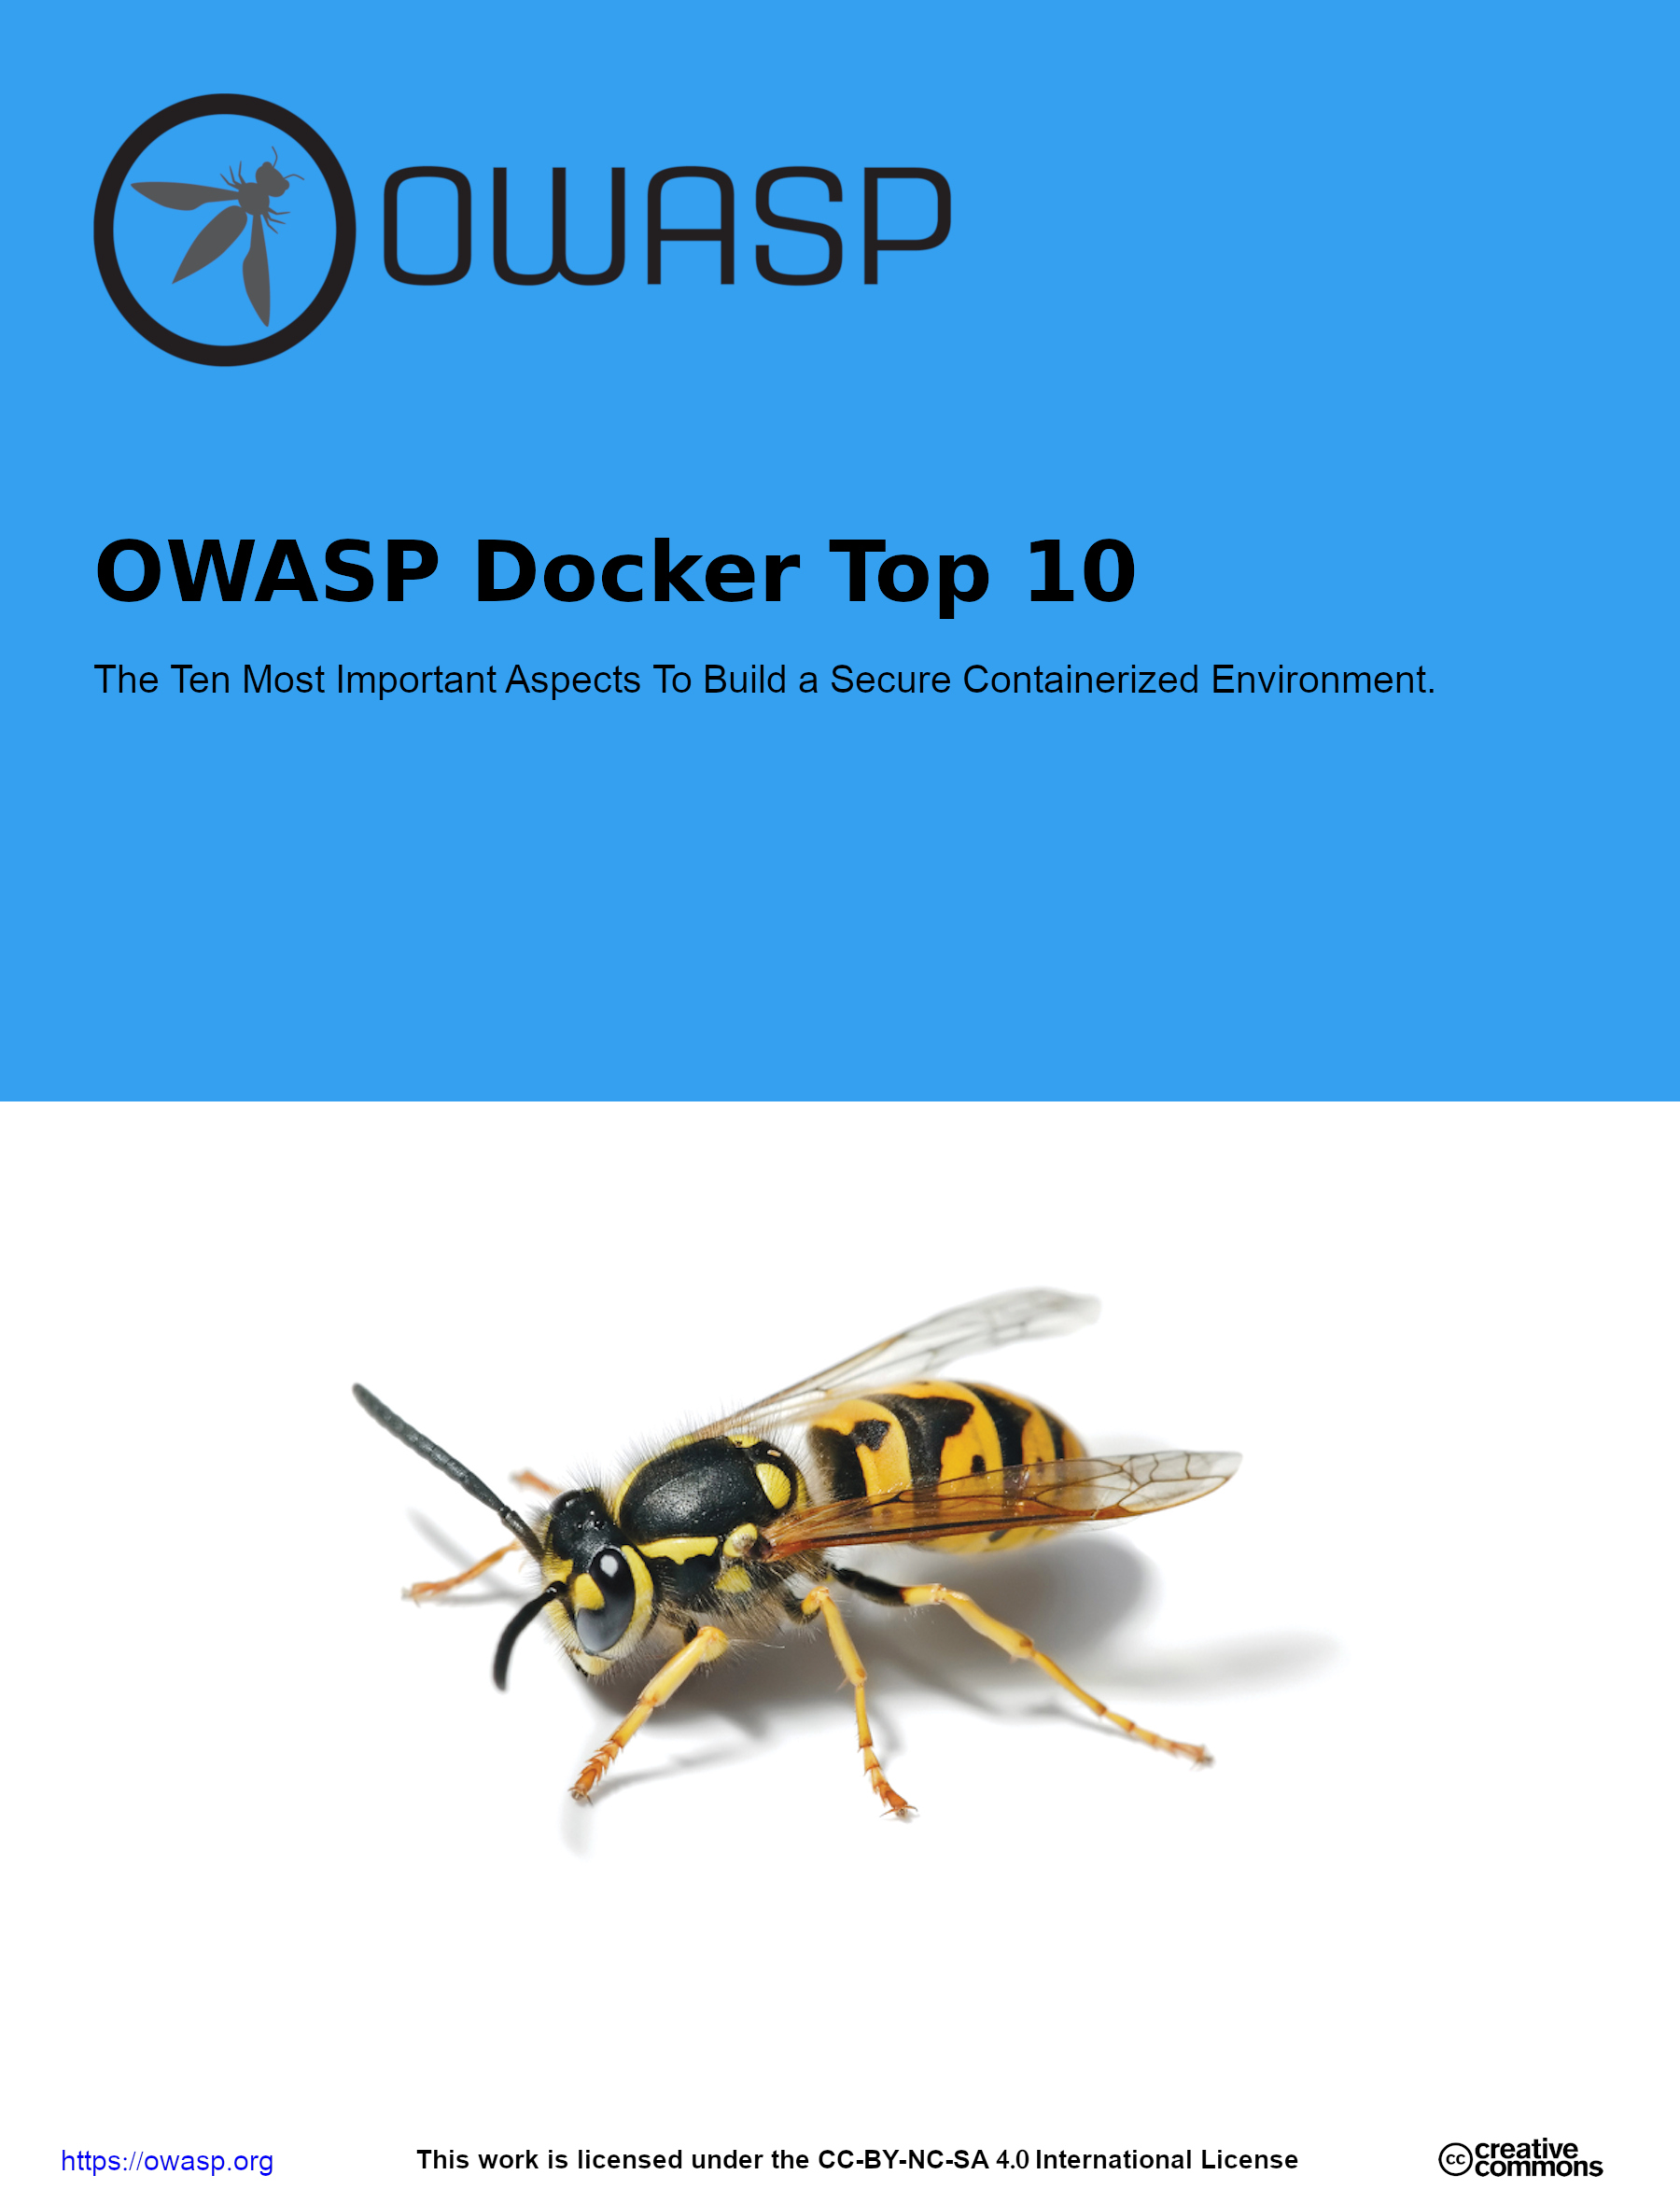 OWASP
OWASP Docker Top 10
The Ten Most Important Aspects To Build a Secure Containerized Environment.
https://owasp.org
This work is licensed under the CC-BY-NC-SA 4.0 International License
cc creative
commons